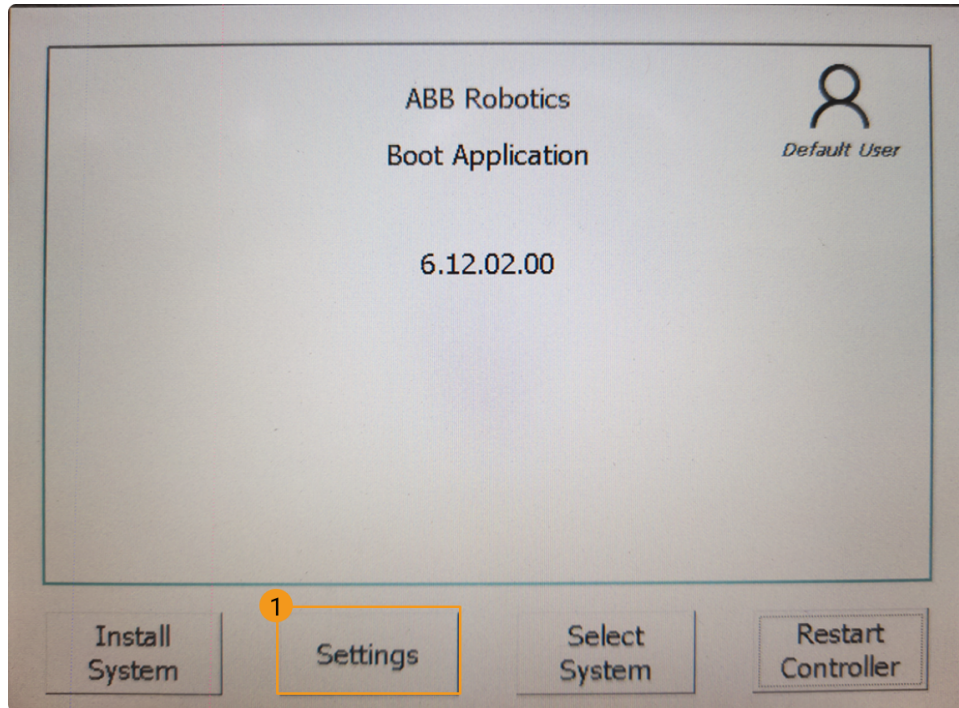 ABB Robotics
Boot Application
Default User
6.12.02.00
1
Install
System
Settings
Select
System
Restart
Controller